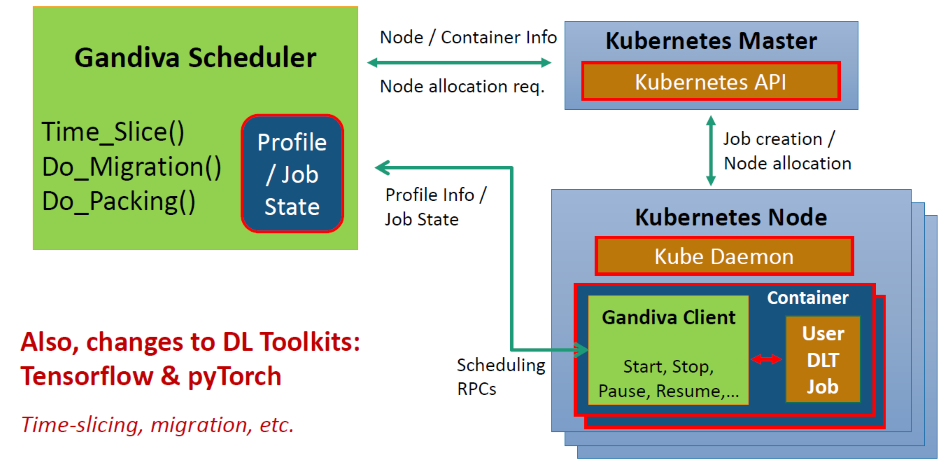 Gandiva Scheduler
Time_Slice()
Do_Migration()
Do_Packing()
Profile
/ Job
State
Node / Container Info
Node allocation req.
Kubernetes Master
Kubernetes API
Job creation /
Node allocation
Profile Info /
Job State
Kubernetes Node
Kube Daemon
Container
Gandiva Client
Start, Stop,
Pause, Resume,...
User
DLT
Job
Scheduling
RPCs
Also, changes to DL Toolkits:
Tensorflow & pyTorch
Time-slicing, migration, etc.